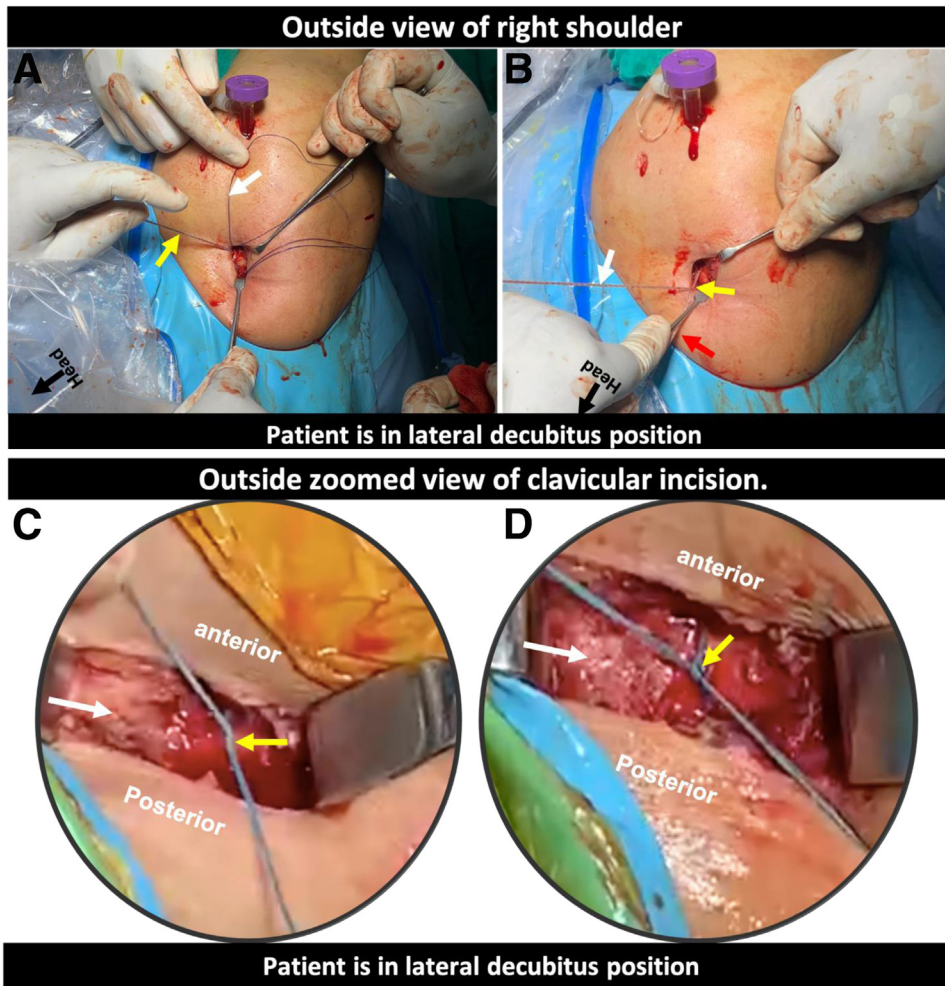 Outside view of right shoulder
A
B
Head
Head
Patient is in lateral decubitus position
Outside zoomed view of clavicular incision.
C
D
anterior
anterior
Posterior
Posterior
Patient is in lateral decubitus position